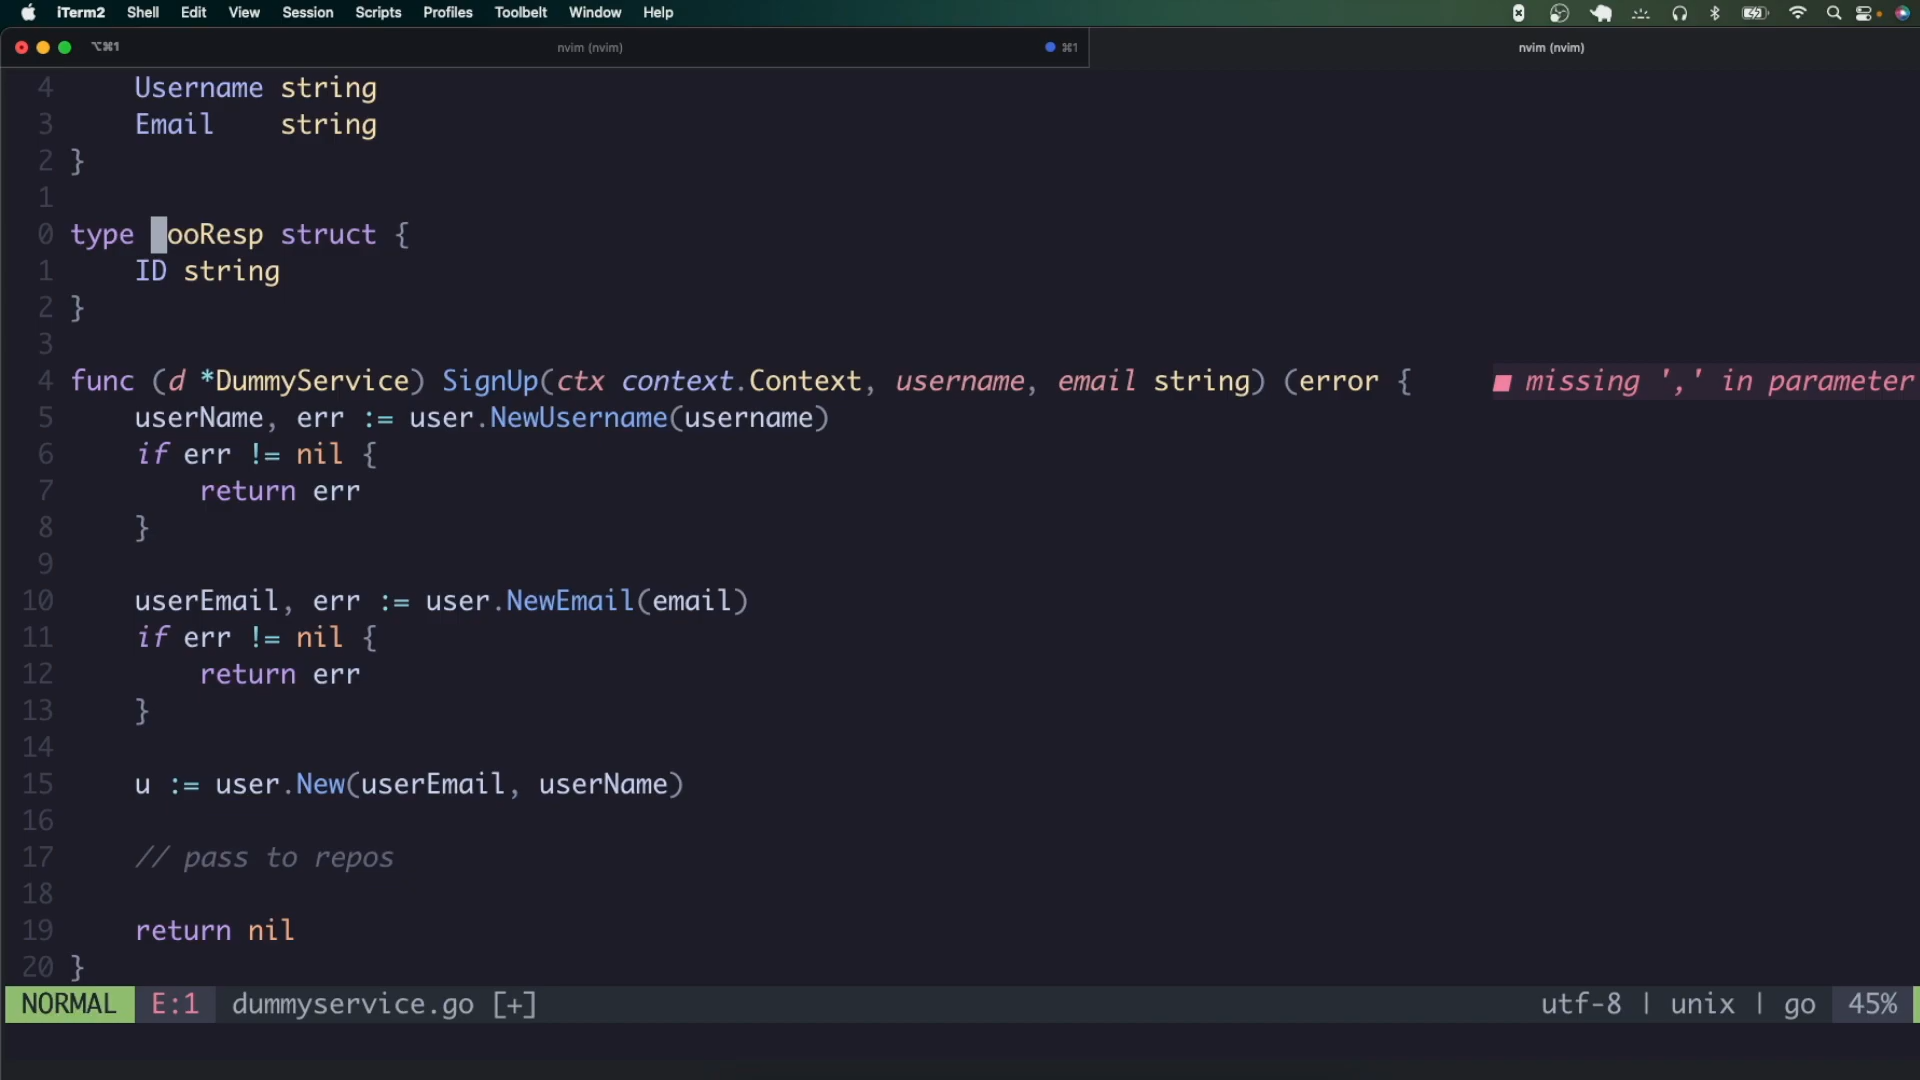 iTerm2 Shell Edit View Session Scripts Profiles Toolbelt Window Help
⌥⌘1 nvim (nvim) ⌘1 nvim (nvim)
4 Username string
3 Email string
2 }
1
0 type ooResp struct {
1 ID string
2 }
3
4 func (d *DummyService) SignUp(ctx context.Context, username, email string) (error { ■ missing ',' in parameter
5 userName, err := user.NewUsername(username)
6 if err != nil {
7 return err
8 }
9
10 userEmail, err := user.NewEmail(email)
11 if err != nil {
12 return err
13 }
14
15 u := user.New(userEmail, userName)
16
17 // pass to repos
18
19 return nil
20 }
NORMAL E:1 dummyservice.go [+] utf-8 | unix | go 45%